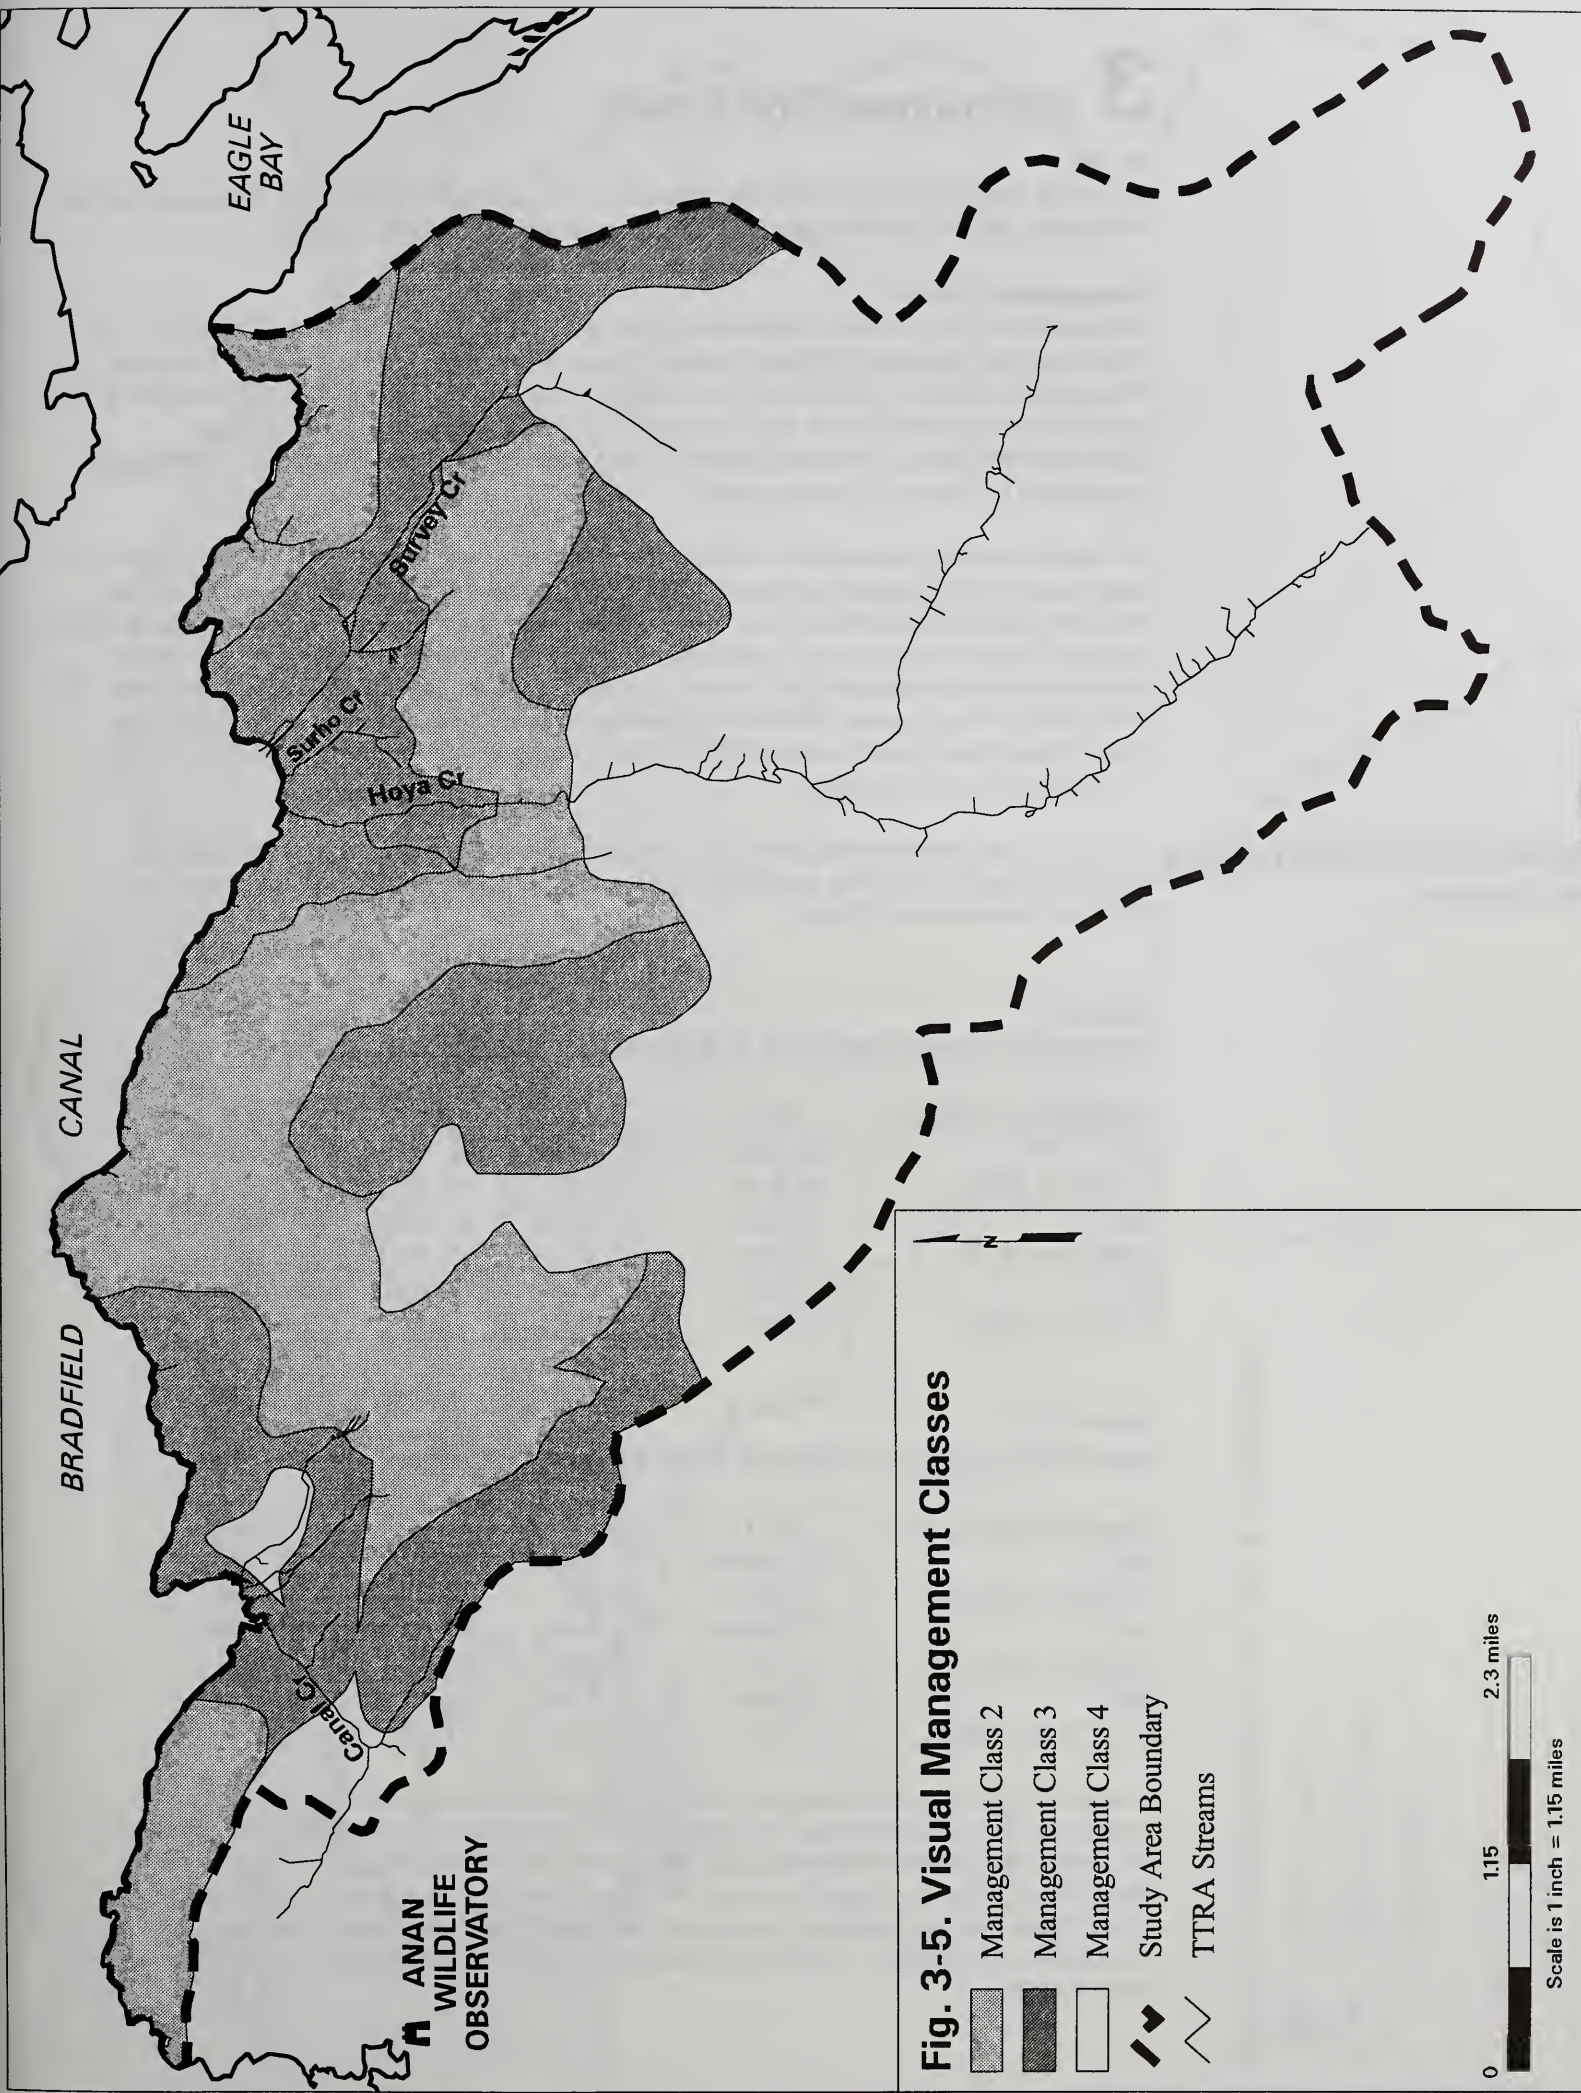 BRADFIELD CANAL
EAGLE
BAY
Canal Cr
Hoya Cr
Surho Cr
Survey Cr
ANAN
WILDLIFE
OBSERVATORY
Fig. 3-5. Visual Management Classes
Management Class 2
Management Class 3
Management Class 4
Study Area Boundary
TTRA Streams
N
0 1.15 2.3 miles
Scale is 1 inch = 1.15 miles